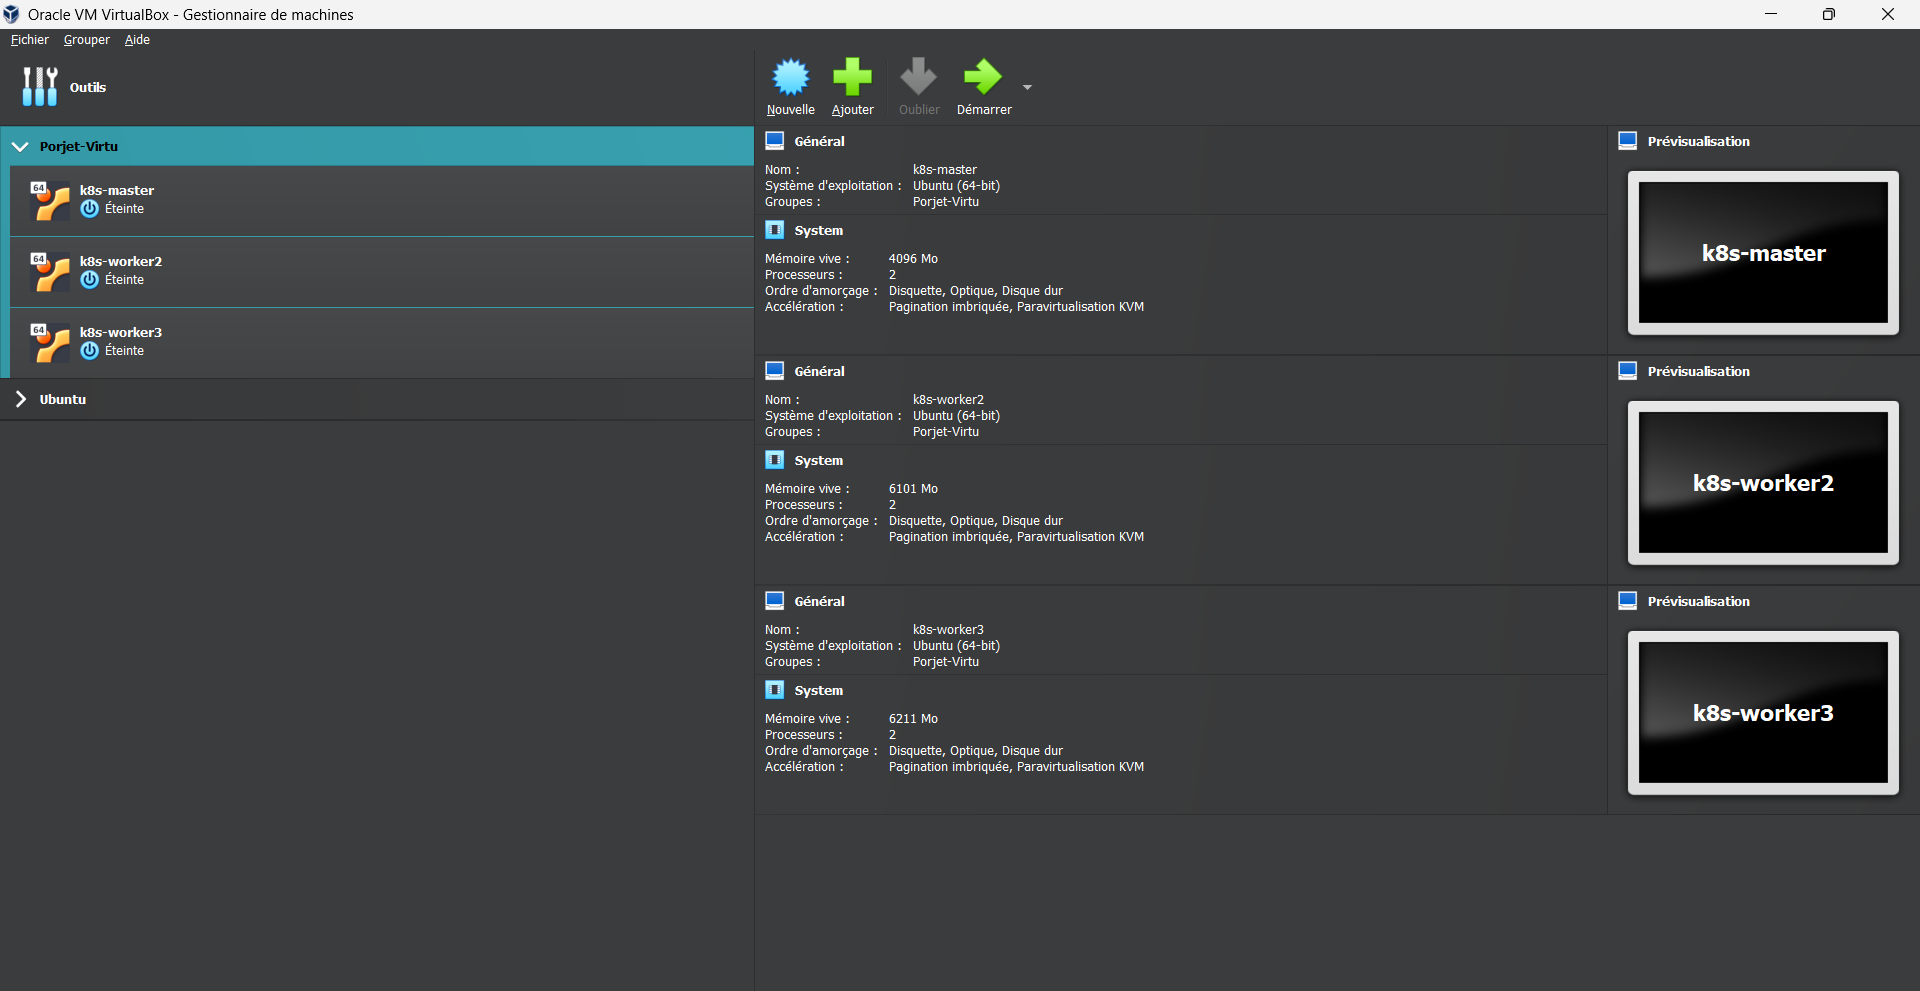 Oracle VM VirtualBox - Gestionnaire de machines
Fichier Grouper Aide
Outils
Nouvelle Ajouter Oublier Démarrer
Porjet-Virtu
64 k8s-master
Éteinte
64 k8s-worker2
Éteinte
64 k8s-worker3
Éteinte
Ubuntu
Général
Nom : k8s-master
Système d'exploitation : Ubuntu (64-bit)
Groupes : Porjet-Virtu
System
Mémoire vive : 4096 Mo
Processeurs : 2
Ordre d'amorçage : Disquette, Optique, Disque dur
Accélération : Pagination imbriquée, Paravirtualisation KVM
Prévisualisation
k8s-master
Général
Nom : k8s-worker2
Système d'exploitation : Ubuntu (64-bit)
Groupes : Porjet-Virtu
System
Mémoire vive : 6101 Mo
Processeurs : 2
Ordre d'amorçage : Disquette, Optique, Disque dur
Accélération : Pagination imbriquée, Paravirtualisation KVM
Prévisualisation
k8s-worker2
Général
Nom : k8s-worker3
Système d'exploitation : Ubuntu (64-bit)
Groupes : Porjet-Virtu
System
Mémoire vive : 6211 Mo
Processeurs : 2
Ordre d'amorçage : Disquette, Optique, Disque dur
Accélération : Pagination imbriquée, Paravirtualisation KVM
Prévisualisation
k8s-worker3